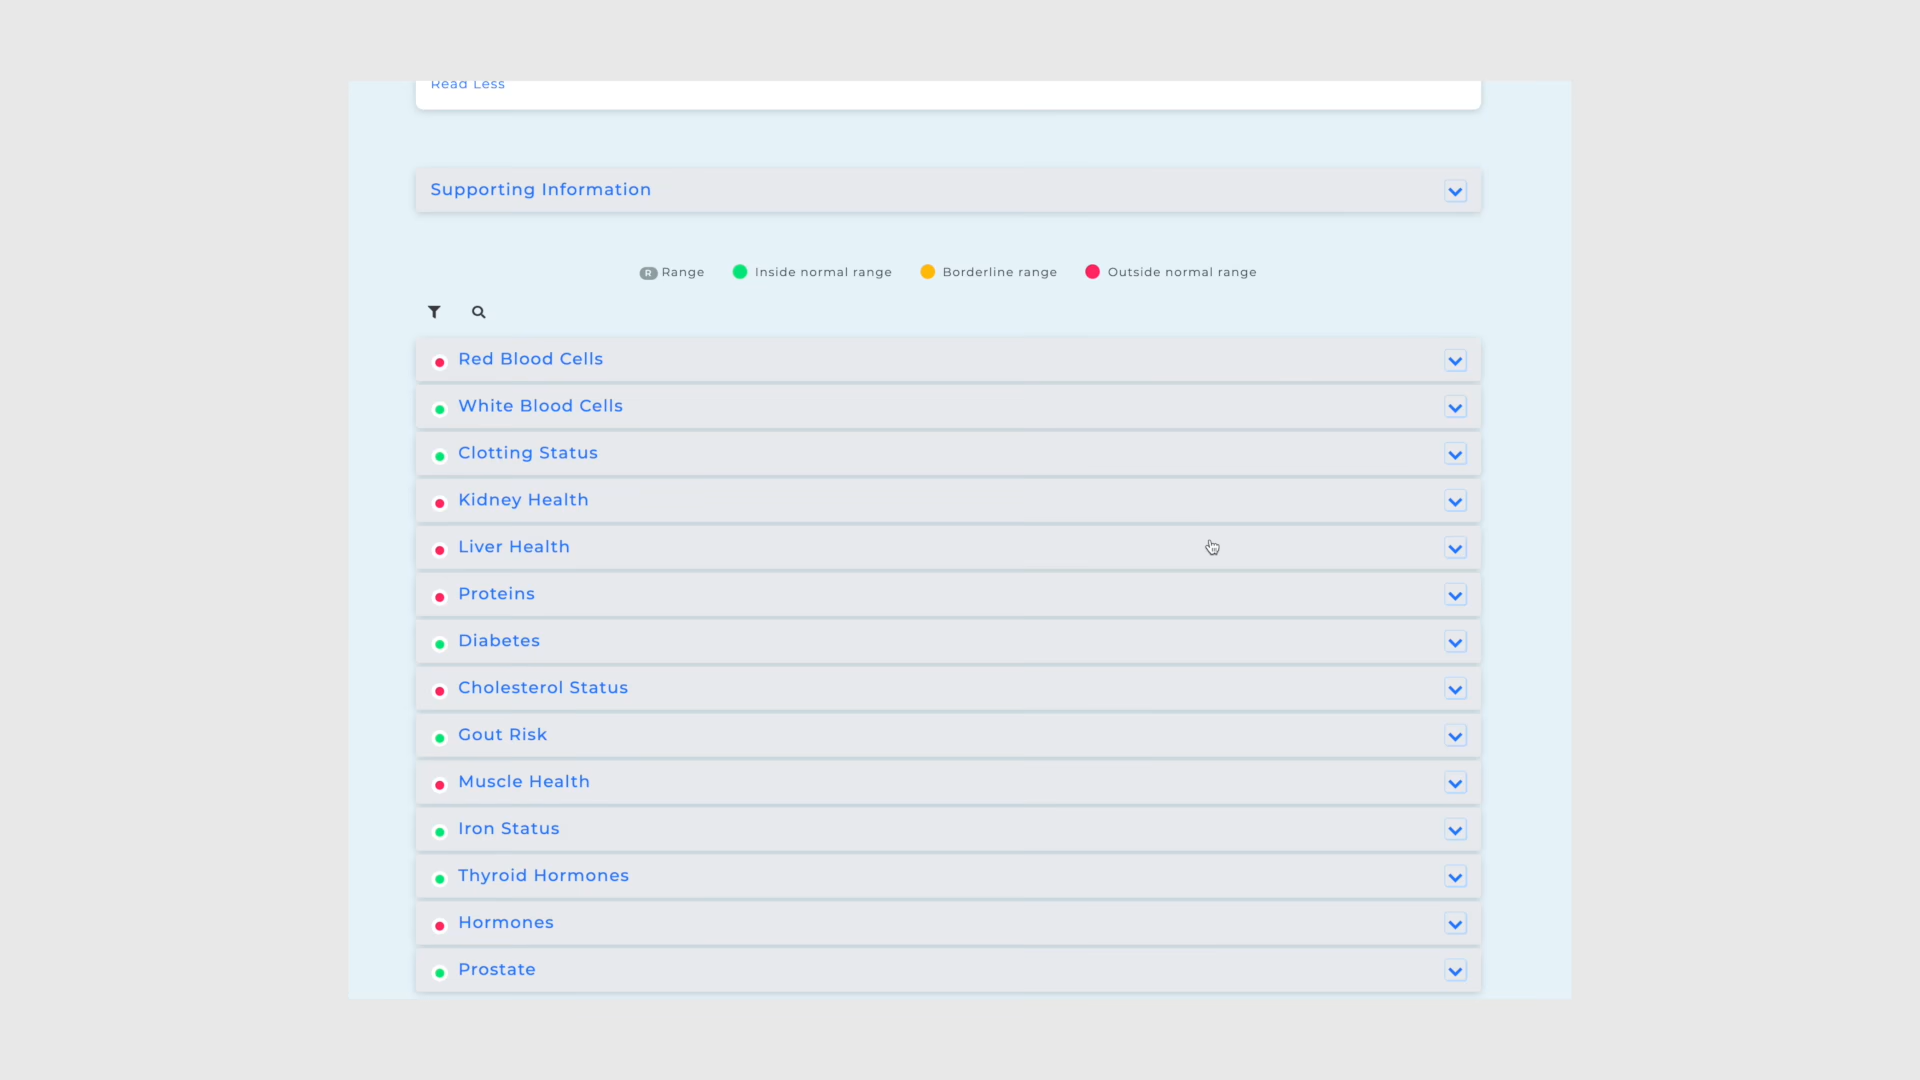 Read Less
Supporting Information
R Range Inside normal range Borderline range Outside normal range
Red Blood Cells
White Blood Cells
Clotting Status
Kidney Health
Liver Health
Proteins
Diabetes
Cholesterol Status
Gout Risk
Muscle Health
Iron Status
Thyroid Hormones
Hormones
Prostate